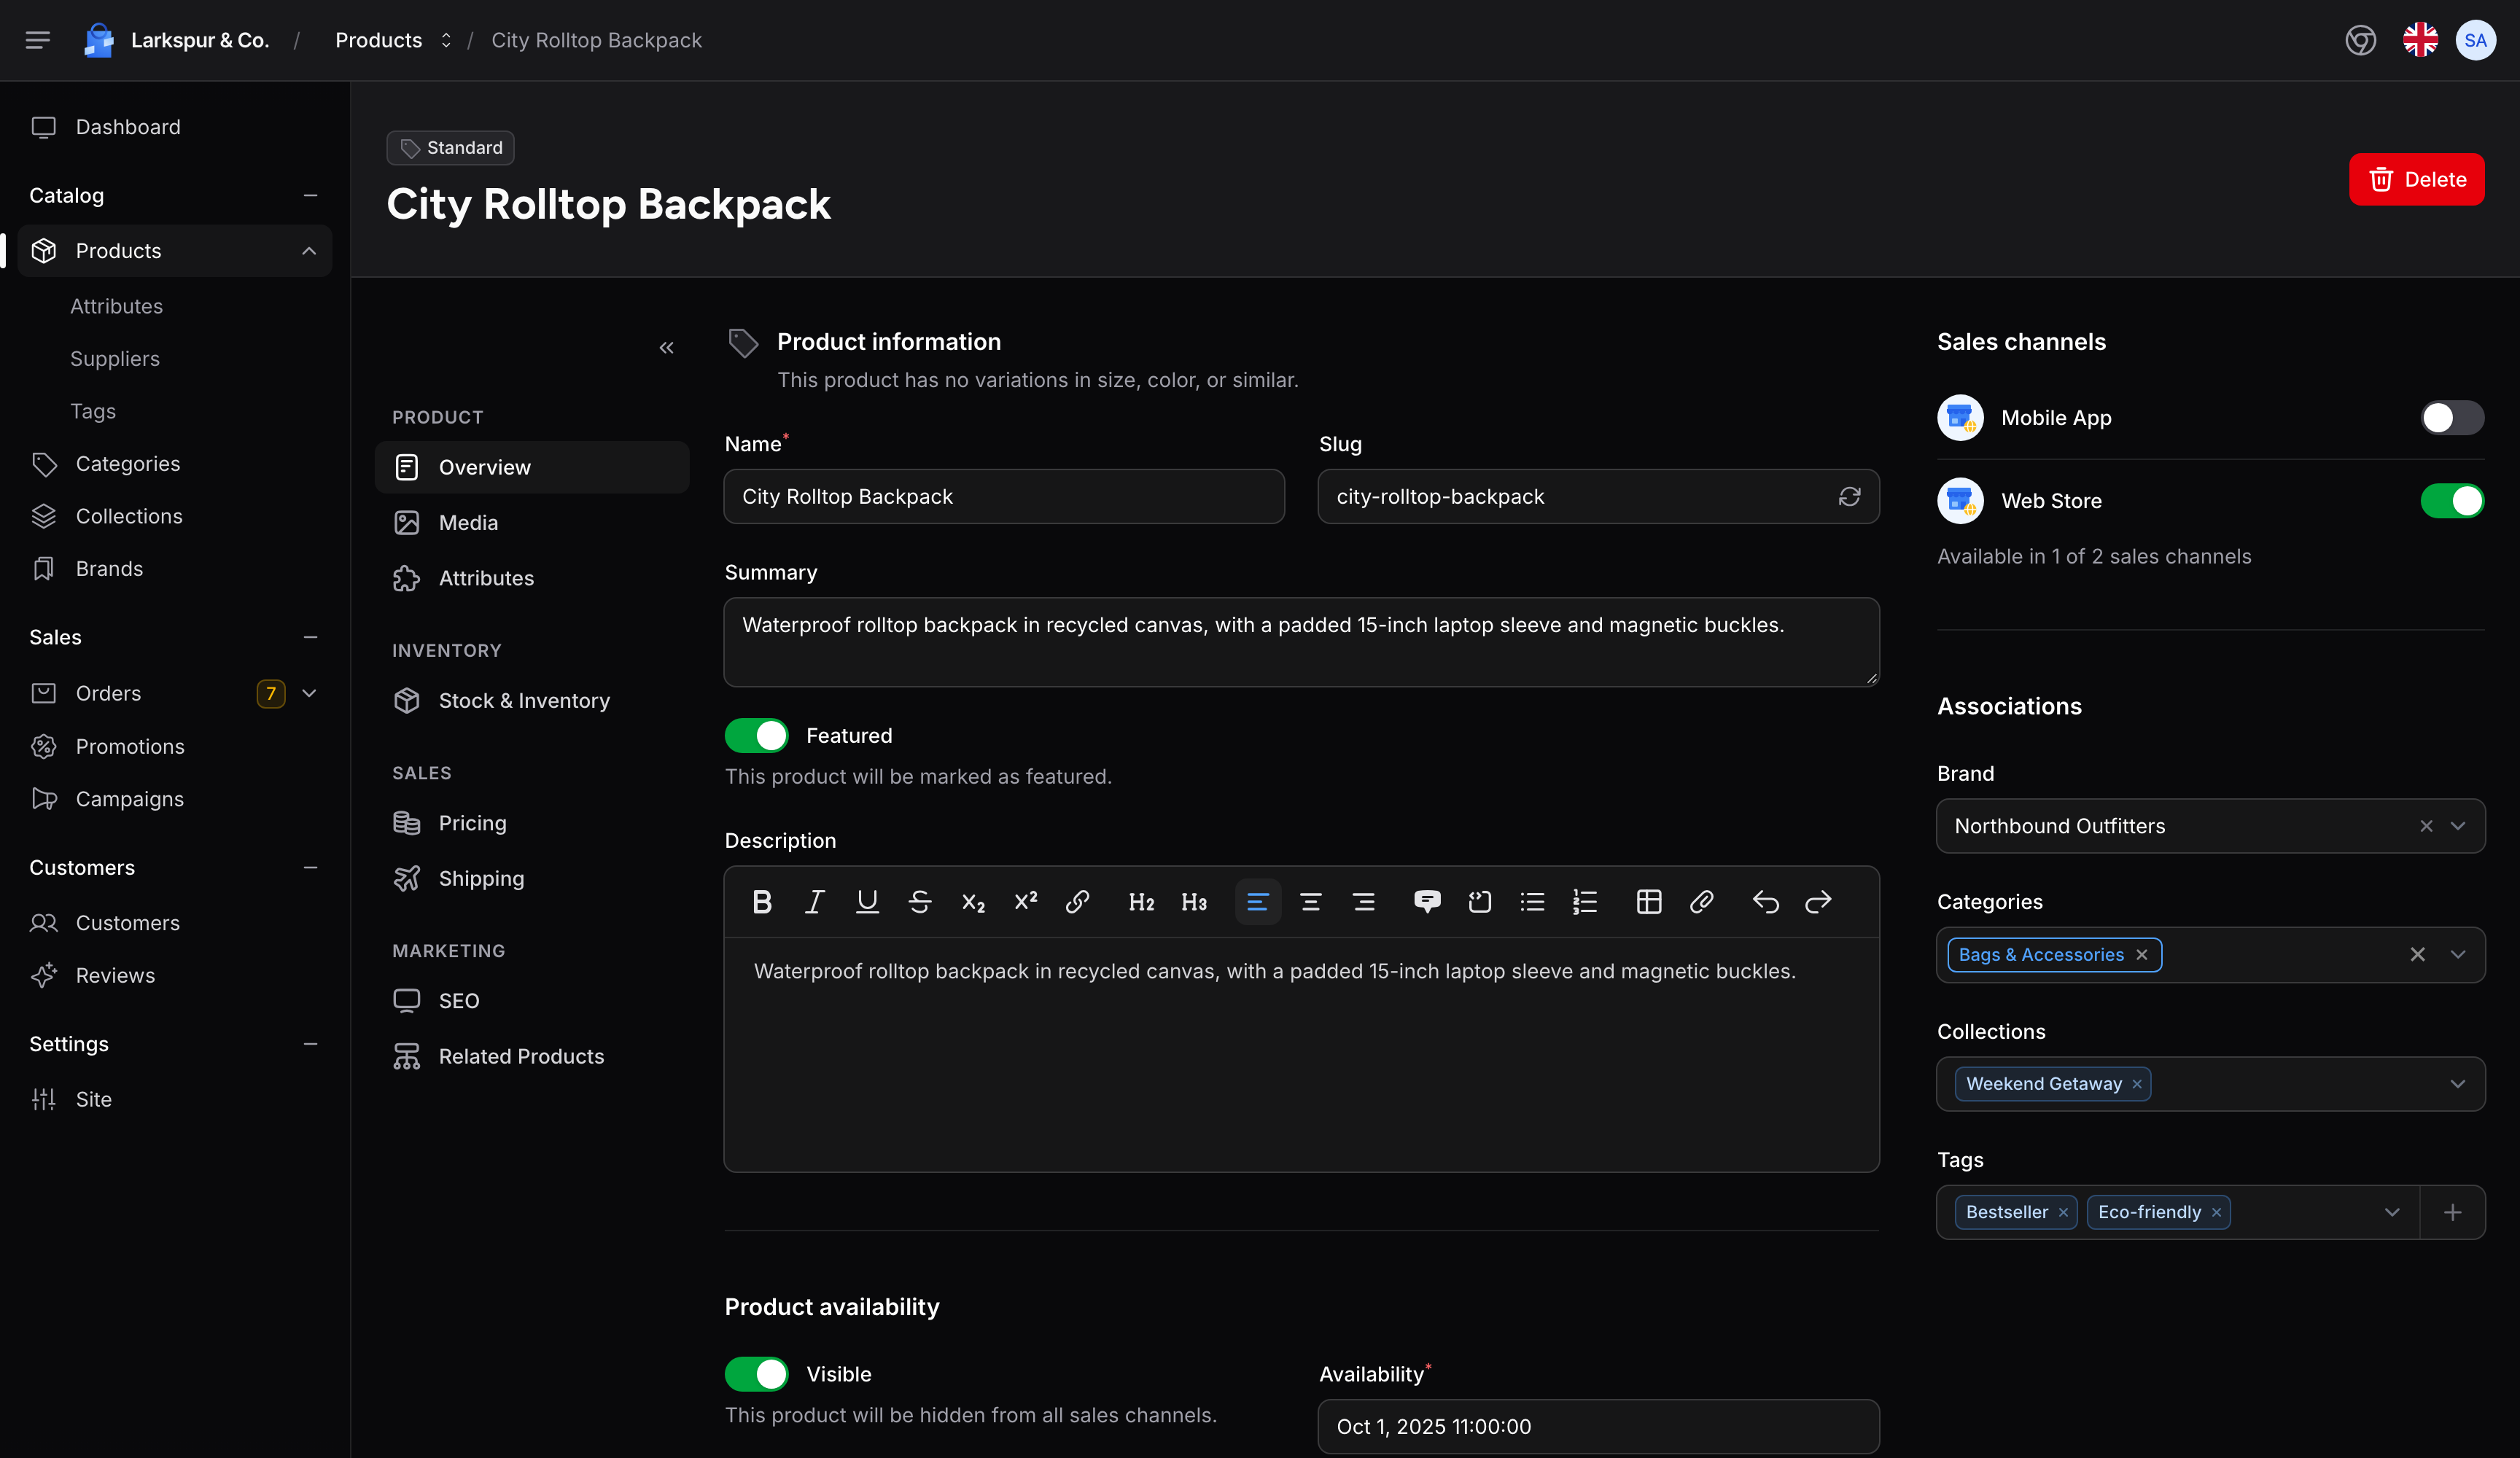 Larkspur & Co. / Products / City Rolltop Backpack
SA
Dashboard
Catalog
Products
Attributes
Suppliers
Tags
Categories
Collections
Brands
Sales
Orders 7
Promotions
Campaigns
Customers
Customers
Reviews
Settings
Site
Standard
City Rolltop Backpack
Delete
PRODUCT
Overview
Media
Attributes
INVENTORY
Stock & Inventory
SALES
Pricing
Shipping
MARKETING
SEO
Related Products
Product information
This product has no variations in size, color, or similar.
Name*
City Rolltop Backpack
Slug
city-rolltop-backpack
Summary
Waterproof rolltop backpack in recycled canvas, with a padded 15-inch laptop sleeve and magnetic buckles.
Featured
This product will be marked as featured.
Description
H2 H3
Waterproof rolltop backpack in recycled canvas, with a padded 15-inch laptop sleeve and magnetic buckles.
Product availability
Visible
This product will be hidden from all sales channels.
Availability*
Oct 1, 2025 11:00:00
Sales channels
Mobile App
Web Store
Available in 1 of 2 sales channels
Associations
Brand
Northbound Outfitters
Categories
Bags & Accessories
Collections
Weekend Getaway
Tags
Bestseller Eco-friendly